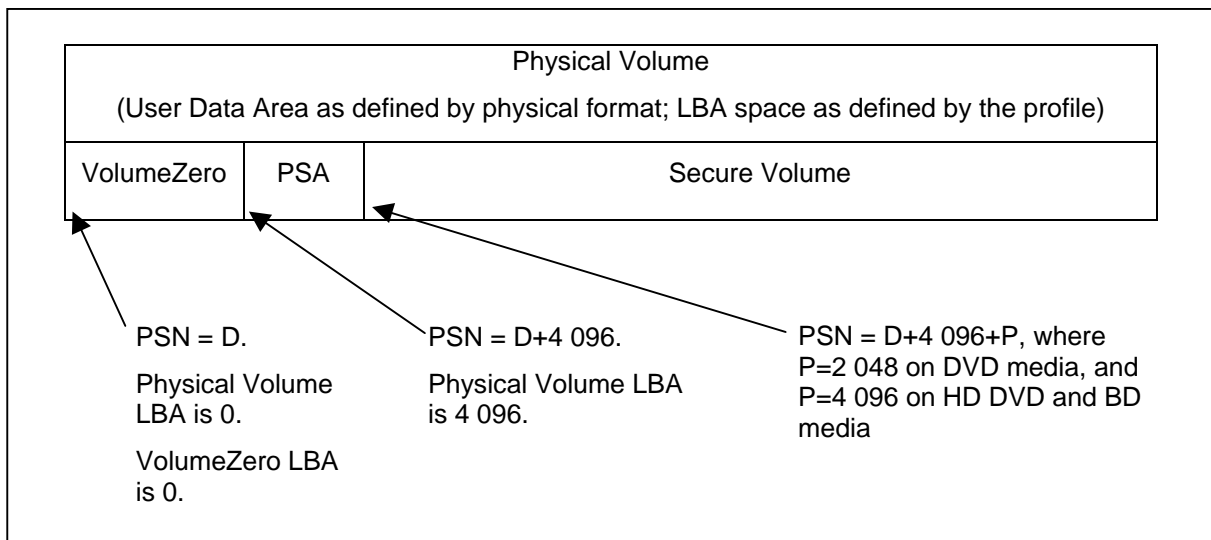 Physical Volume
(User Data Area as defined by physical format; LBA space as defined by the profile)
VolumeZero
PSA
Secure Volume
PSN = D.
Physical Volume
LBA is 0.
VolumeZero LBA
is 0.
PSN = D+4 096.
Physical Volume LBA
is 4 096.
PSN = D+4 096+P, where
P=2 048 on DVD media, and
P=4 096 on HD DVD and BD
media